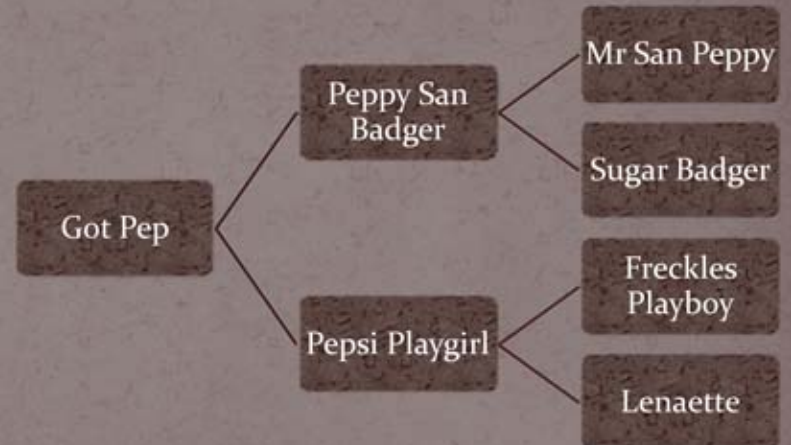 Got Pep
Peppy San
Badger
Pepsi Playgirl
Mr San Peppy
Sugar Badger
Freckles
Playboy
Lenaette